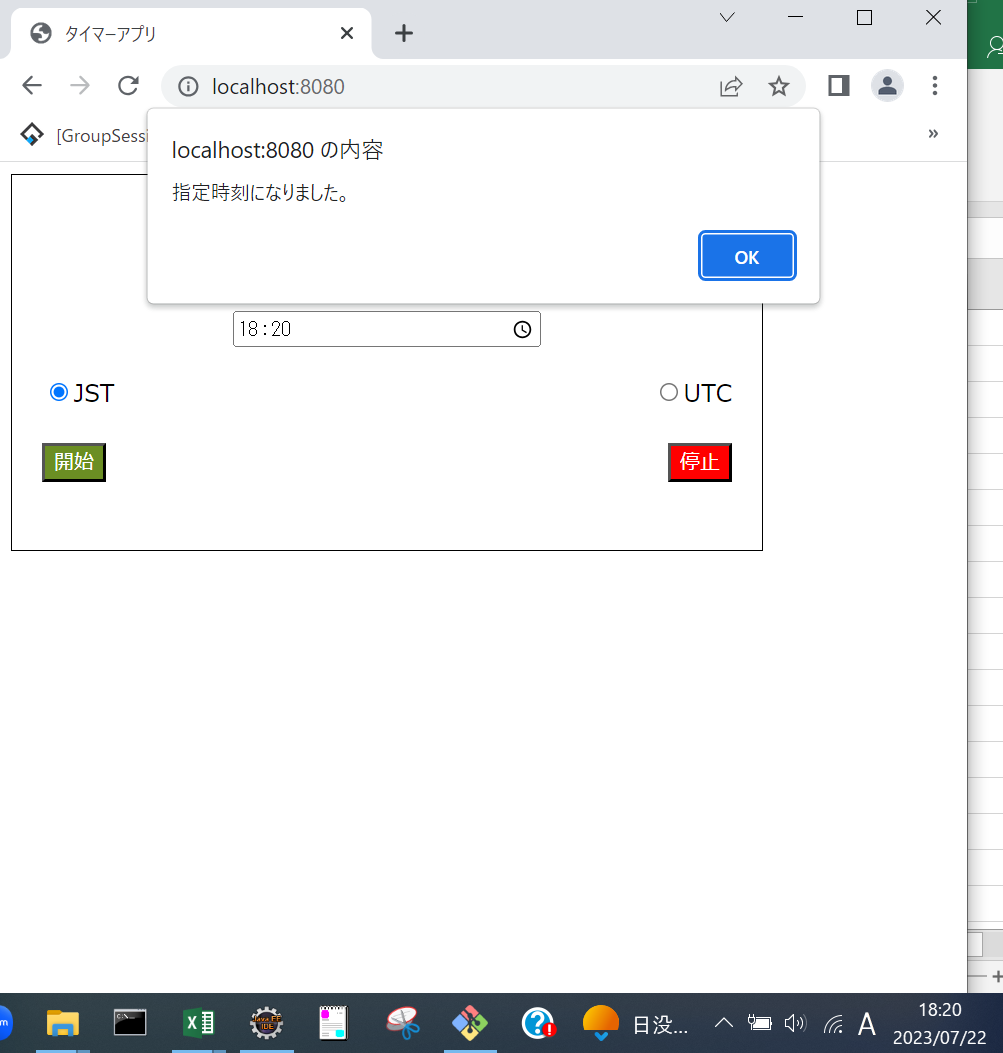 タイマーアプリ
localhost:8080
[GroupSessi
localhost:8080 の内容
指定時刻になりました。
OK
18:20
JST
UTC
開始
停止
日没...
A
18:20
2023/07/22